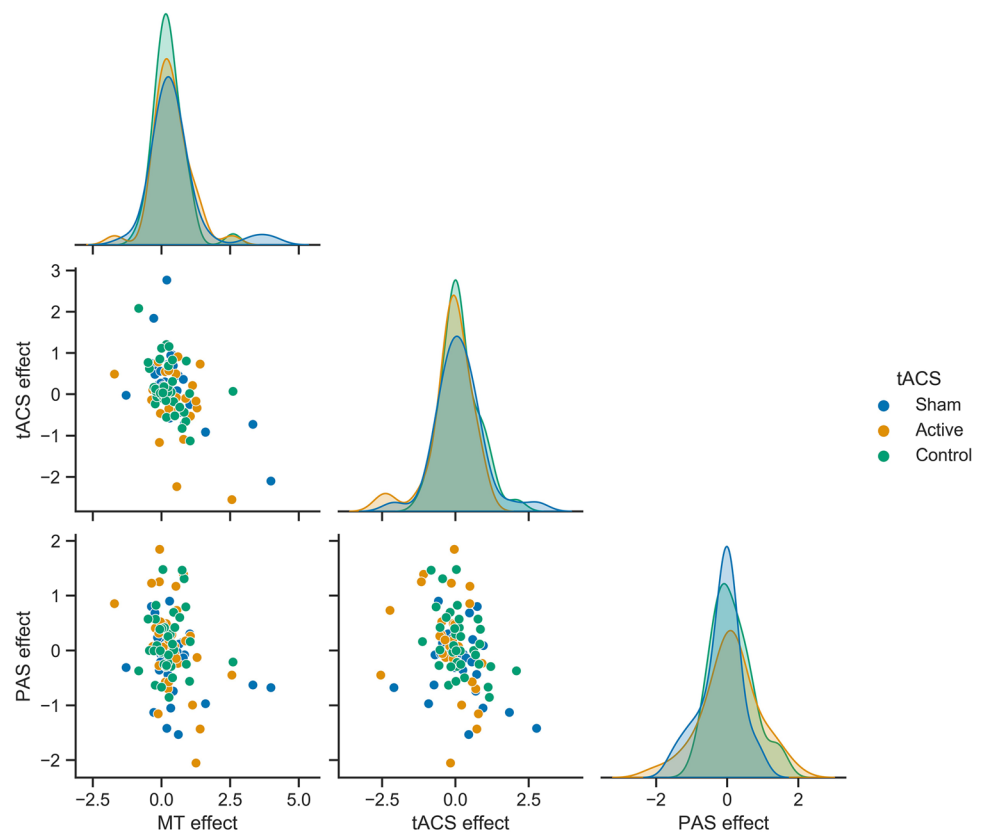 3
2
1
0
−1
−2
tACS effect
tACS
Sham
Active
Control
2
1
0
−1
−2
PAS effect
−2.5 0.0 2.5 5.0
MT effect
−2.5 0.0 2.5
tACS effect
−2 0 2
PAS effect